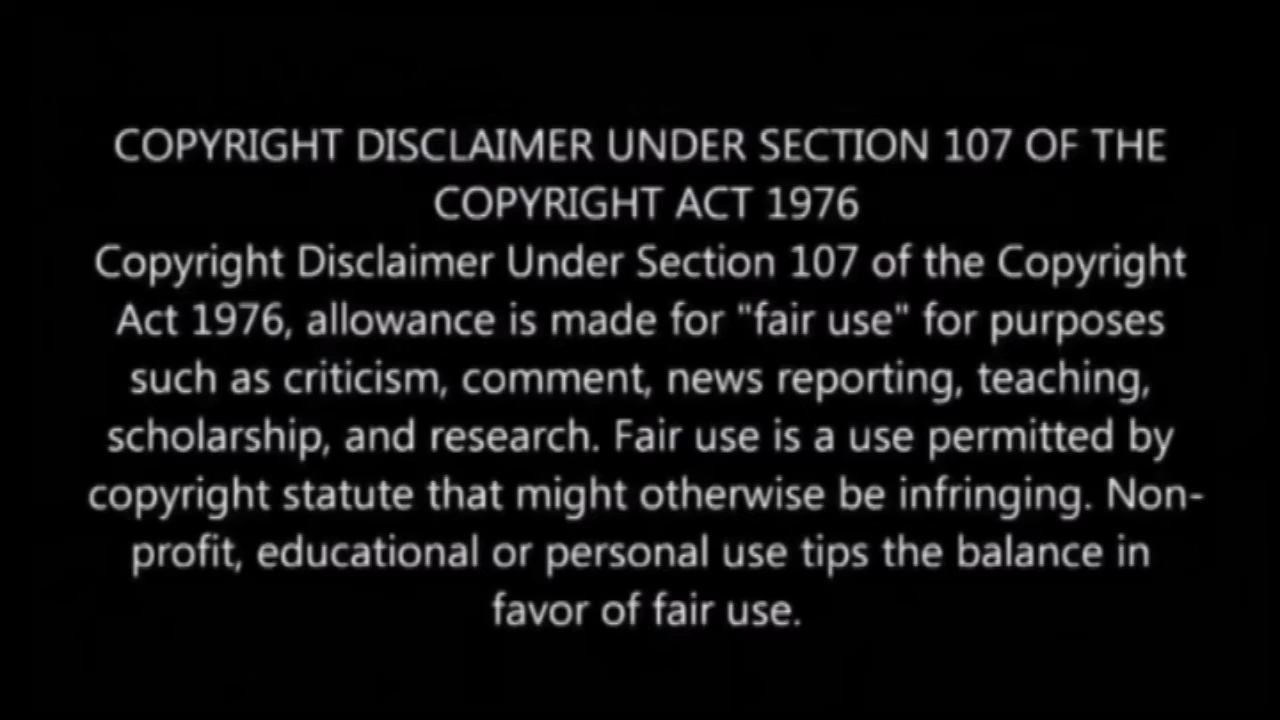 COPYRIGHT DISCLAIMER UNDER SECTION 107 OF THE
COPYRIGHT ACT 1976
Copyright Disclaimer Under Section 107 of the Copyright
Act 1976, allowance is made for "fair use" for purposes
such as criticism, comment, news reporting, teaching,
scholarship, and research. Fair use is a use permitted by
copyright statute that might otherwise be infringing. Non-
profit, educational or personal use tips the balance in
favor of fair use.